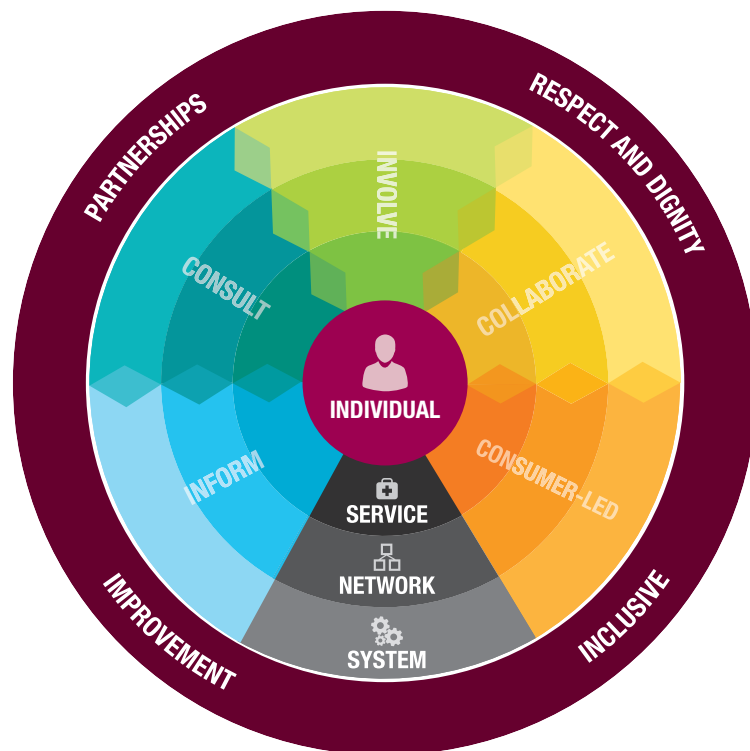 PARTNERSHIPS
RESPECT AND DIGNITY
INVOLVE
CONSULT
COLLABORATE
INDIVIDUAL
INFORM
CONSUMER-LED
SERVICE
NETWORK
SYSTEM
IMPROVEMENT
INCLUSIVE